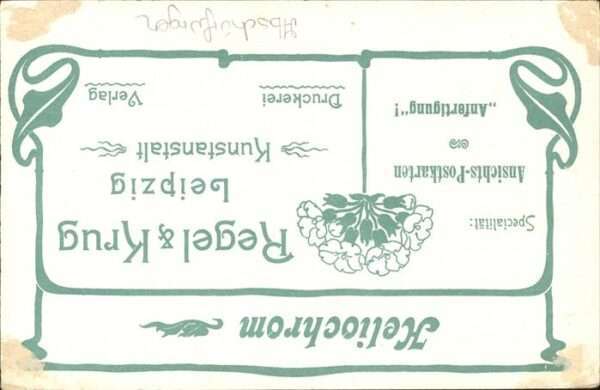 Heliochrom
Specialität:
Ansichts-Postkarten
„Anfertigung"!
Regel & Krug
Leipzig
Kunstanstalt
Druckerei
Verlag